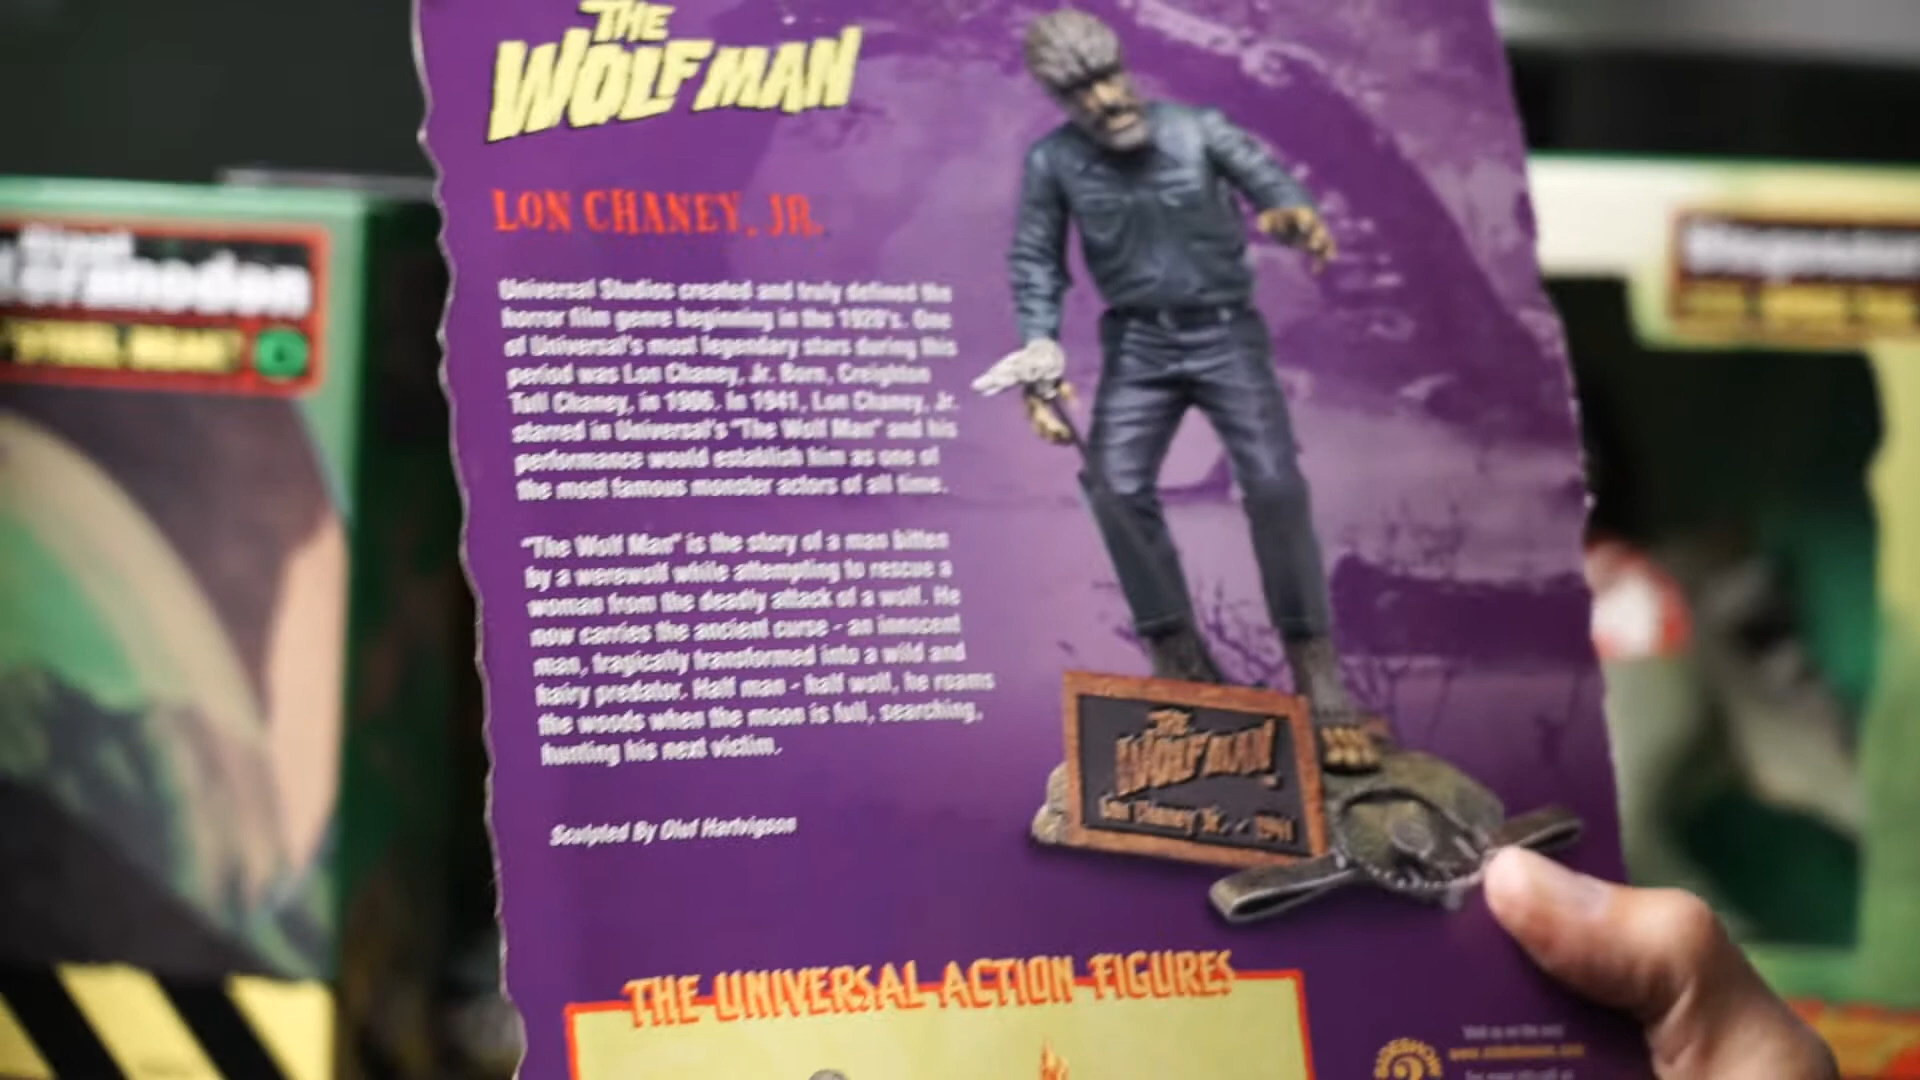 THE
WOLF MAN
LON CHANEY, JR.
Universal Studios created and truly defined the
horror film genre beginning in the 1920's. One
of Universal's most legendary stars during this
period was Lon Chaney, Jr. Born, Creighton
Tull Chaney, in 1906. In 1941, Lon Chaney, Jr.
starred in Universal's "The Wolf Man" and his
performance would establish him as one of
the most famous monster actors of all time.
"The Wolf Man" is the story of a man bitten
by a werewolf while attempting to rescue a
woman from the deadly attack of a wolf. He
now carries the ancient curse - an innocent
man, tragically transformed into a wild and
hairy predator. Half man - half wolf, he roams
the woods when the moon is full, searching,
hunting his next victim.
Sculpted By Oluf Hartvigson
THE
WOLF MAN!
Lon Chaney Jr. - 1941
THE UNIVERSAL ACTION FIGURES
SIDESHOW